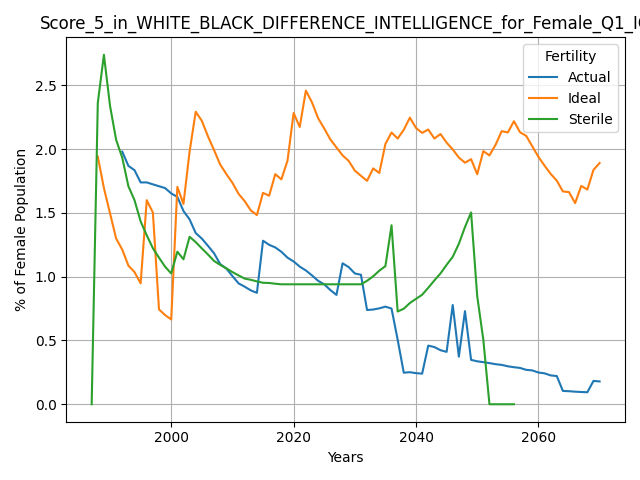 Score_5_in_WHITE_BLACK_DIFFERENCE_INTELLIGENCE_for_Female_Q1_I
Fertility
Actual
Ideal
Sterile
% of Female Population
2.5
2.0
1.5
1.0
0.5
0.0
2000
2020
2040
2060
Years